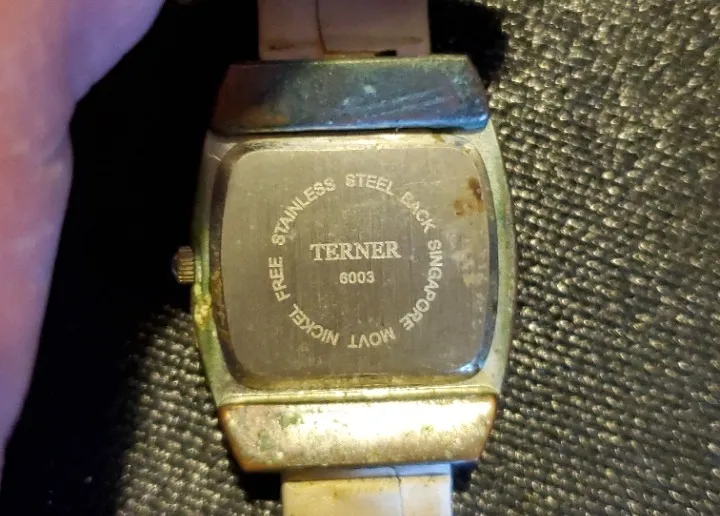 STAINLESS STEEL BACK SINGAPORE MOVT NICKEL FREE
TERNER
6003